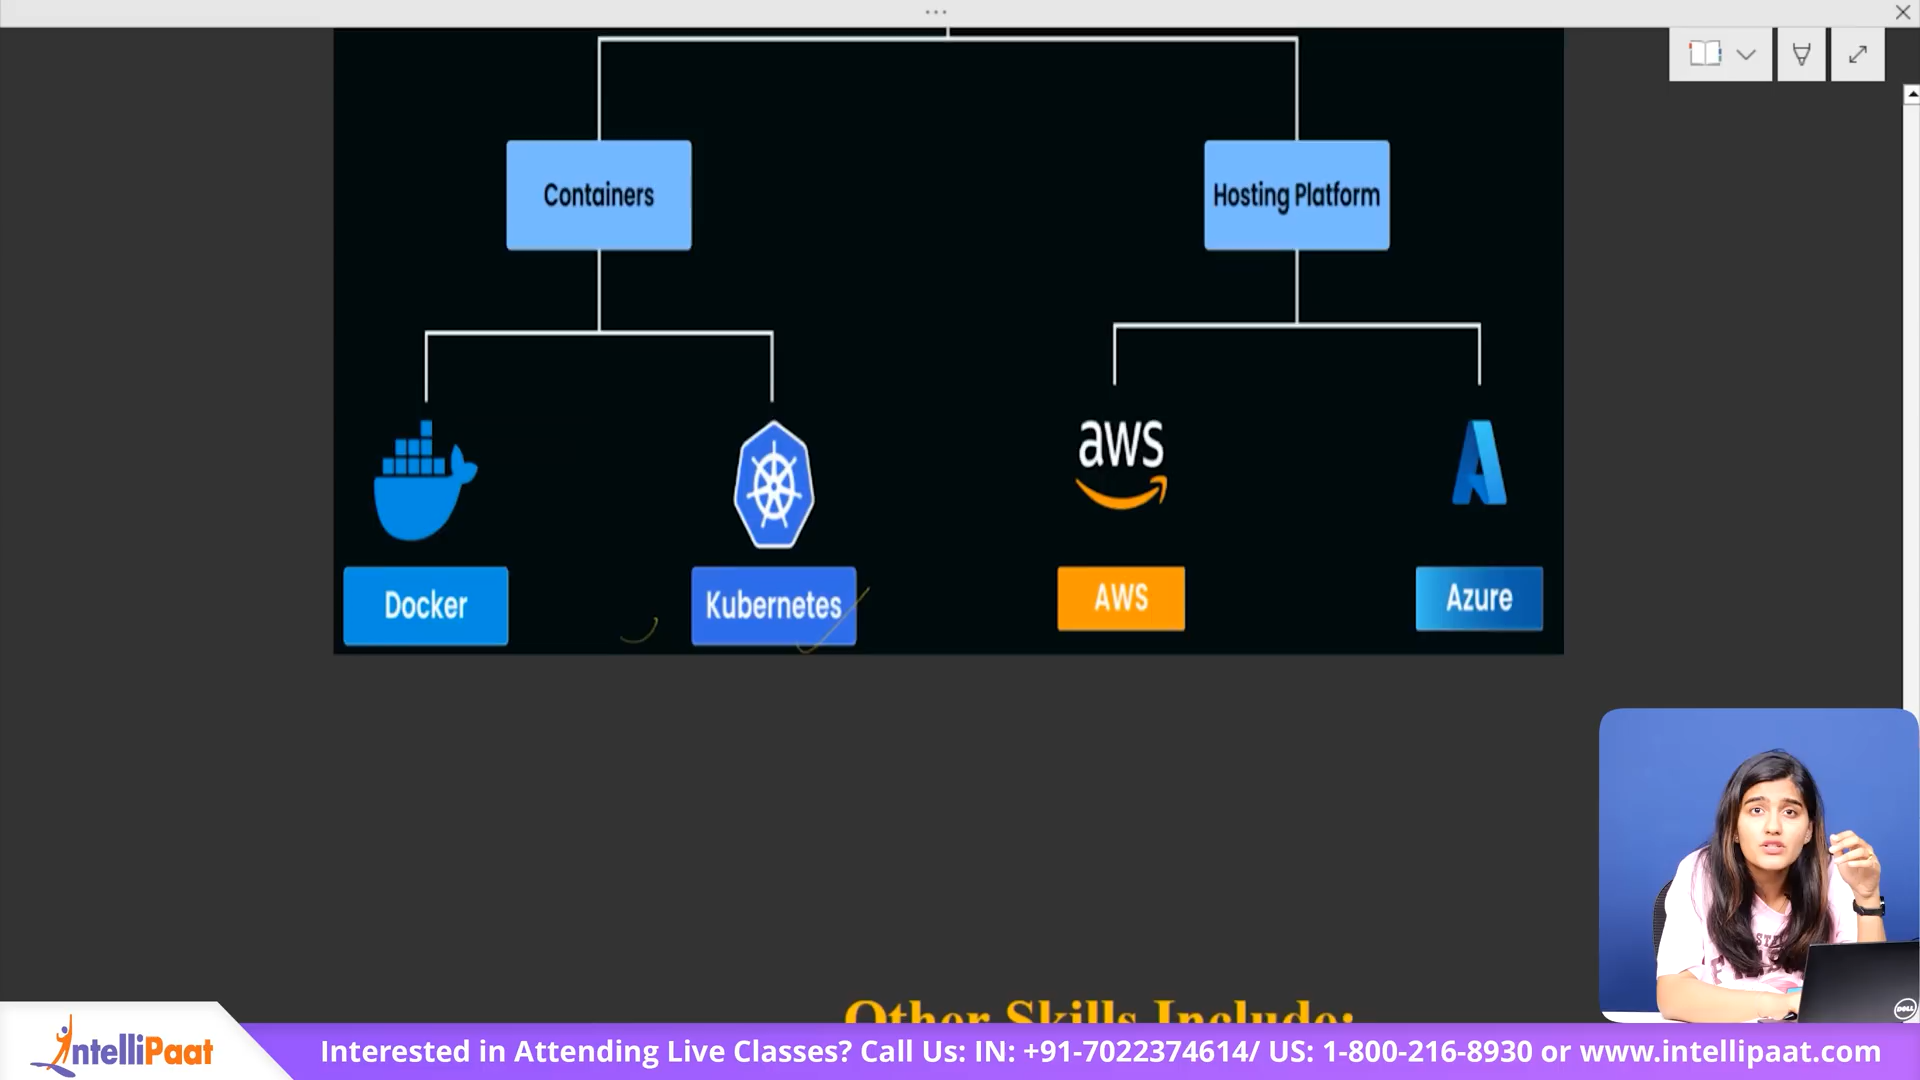 Containers
Hosting Platform
aws
Docker
Kubernetes
AWS
Azure
Other Skills Include:
IntelliPaat
Interested in Attending Live Classes? Call Us: IN: +91-7022374614/ US: 1-800-216-8930 or www.intellipaat.com
DELL